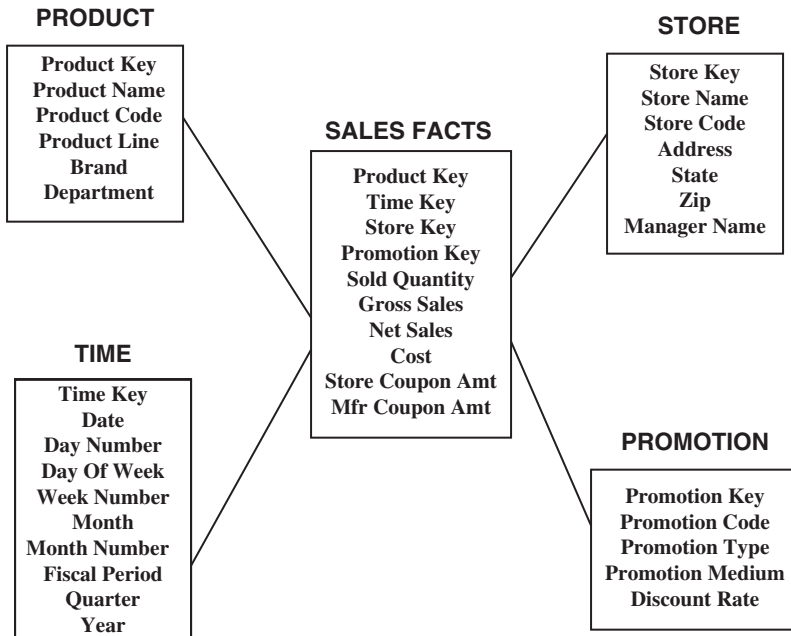 PRODUCT
Product Key
Product Name
Product Code
Product Line
Brand
Department
STORE
Store Key
Store Name
Store Code
Address
State
Zip
Manager Name
SALES FACTS
Product Key
Time Key
Store Key
Promotion Key
Sold Quantity
Gross Sales
Net Sales
Cost
Store Coupon Amt
Mfr Coupon Amt
TIME
Time Key
Date
Day Number
Day Of Week
Week Number
Month
Month Number
Fiscal Period
Quarter
Year
PROMOTION
Promotion Key
Promotion Code
Promotion Type
Promotion Medium
Discount Rate